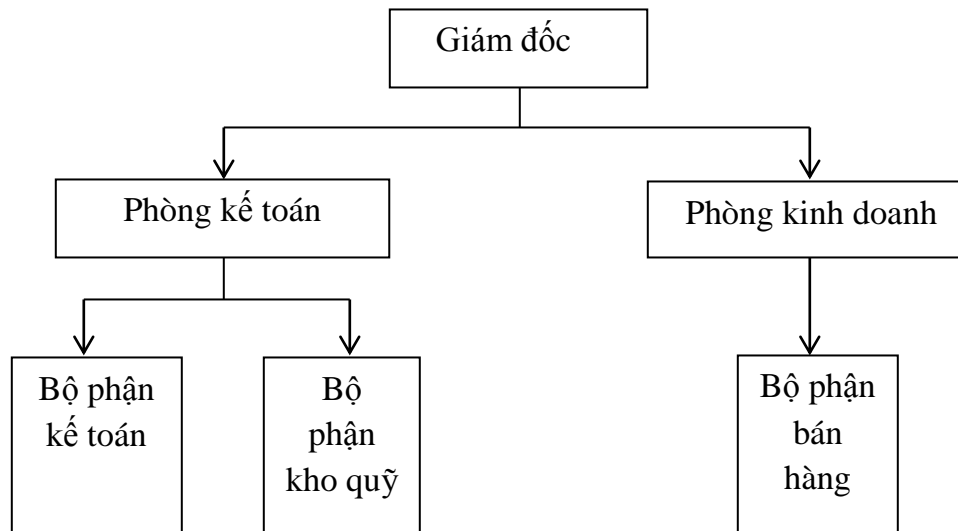 Giám đốc
Phòng kế toán
Phòng kinh doanh
Bộ phận
kế toán
Bộ
phận
kho quỹ
Bộ phận
bán
hàng